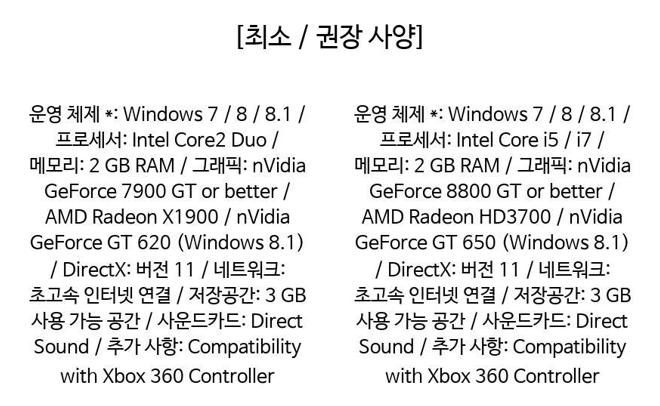 [최소 / 권장 사양]
운영 체제 *: Windows 7 / 8 / 8.1 /
프로세서: Intel Core2 Duo /
메모리: 2 GB RAM / 그래픽: nVidia
GeForce 7900 GT or better /
AMD Radeon X1900 / nVidia
GeForce GT 620 (Windows 8.1)
/ DirectX: 버전 11 / 네트워크:
초고속 인터넷 연결 / 저장공간: 3 GB
사용 가능 공간 / 사운드카드: Direct
Sound / 추가 사항: Compatibility
with Xbox 360 Controller
운영 체제 *: Windows 7 / 8 / 8.1 /
프로세서: Intel Core i5 / i7 /
메모리: 2 GB RAM / 그래픽: nVidia
GeForce 8800 GT or better /
AMD Radeon HD3700 / nVidia
GeForce GT 650 (Windows 8.1)
/ DirectX: 버전 11 / 네트워크:
초고속 인터넷 연결 / 저장공간: 3 GB
사용 가능 공간 / 사운드카드: Direct
Sound / 추가 사항: Compatibility
with Xbox 360 Controller